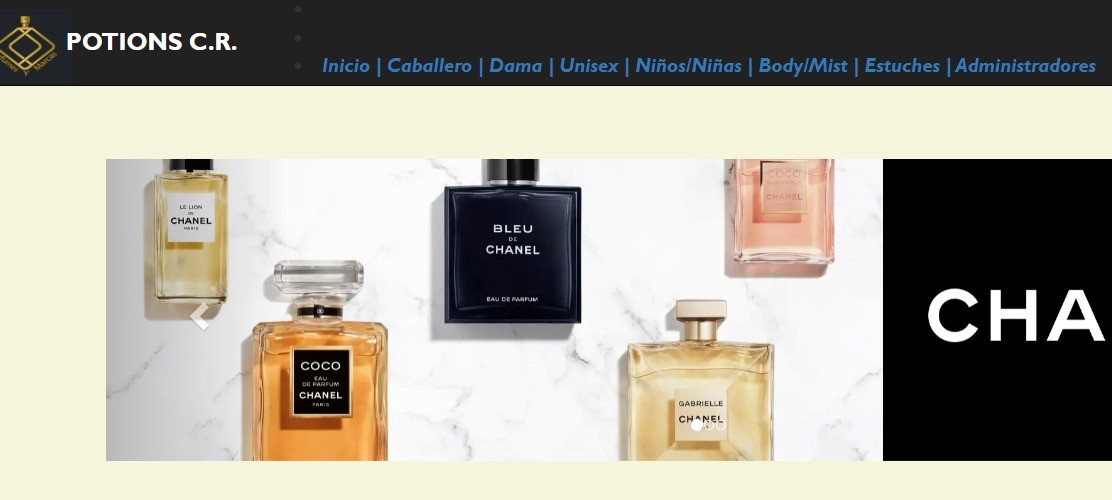 POTIONS C.R.
Inicio | Caballero | Dama | Unisex | Niños/Niñas | Body/Mist | Estuches | Administradores
LE LION
DE
CHANEL
PARIS
BLEU
DE
CHANEL
EAU DE PARFUM
COCO
CHANEL
COCO
EAU
DE PARFUM
CHANEL
PARIS
GABRIELLE
CHANEL
CHA